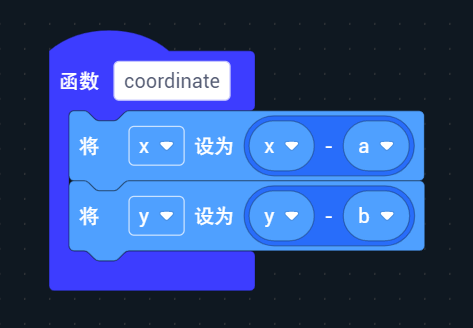 函数 coordinate
将 x 设为 x - a
将 y 设为 y - b